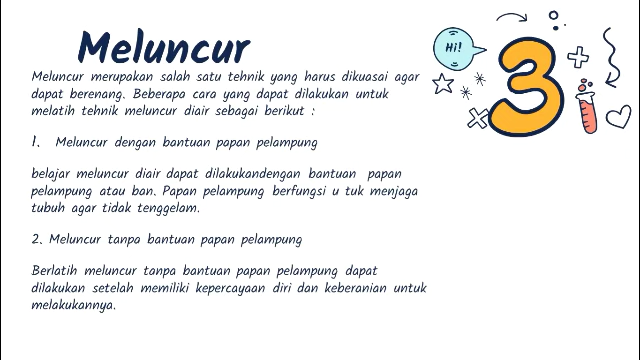 Meluncur
Hi!
3
Meluncur merupakan salah satu tehnik yang harus dikuasai agar
dapat berenang. Beberapa cara yang dapat dilakukan untuk
melatih tehnik meluncur diair sebagai berikut :
1. Meluncur dengan bantuan papan pelampung
belajar meluncur diair dapat dilakukandengan bantuan papan
pelampung atau ban. Papan pelampung berfungsi u tuk menjaga
tubuh agar tidak tenggelam.
2. Meluncur tanpa bantuan papan pelampung
Berlatih meluncur tanpa bantuan papan pelampung dapat
dilakukan setelah memiliki kepercayaan diri dan keberanian untuk
melakukannya.